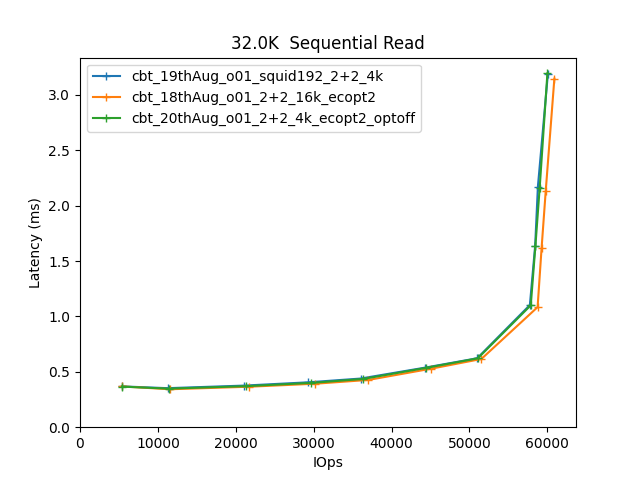 32.0K  Sequential Read
cbt_19thAug_o01_squid192_2+2_4k
cbt_18thAug_o01_2+2_16k_ecopt2
cbt_20thAug_o01_2+2_4k_ecopt2_optoff
Latency (ms)
3.0
2.5
2.0
1.5
1.0
0.5
0.0
0 10000 20000 30000 40000 50000 60000
IOps